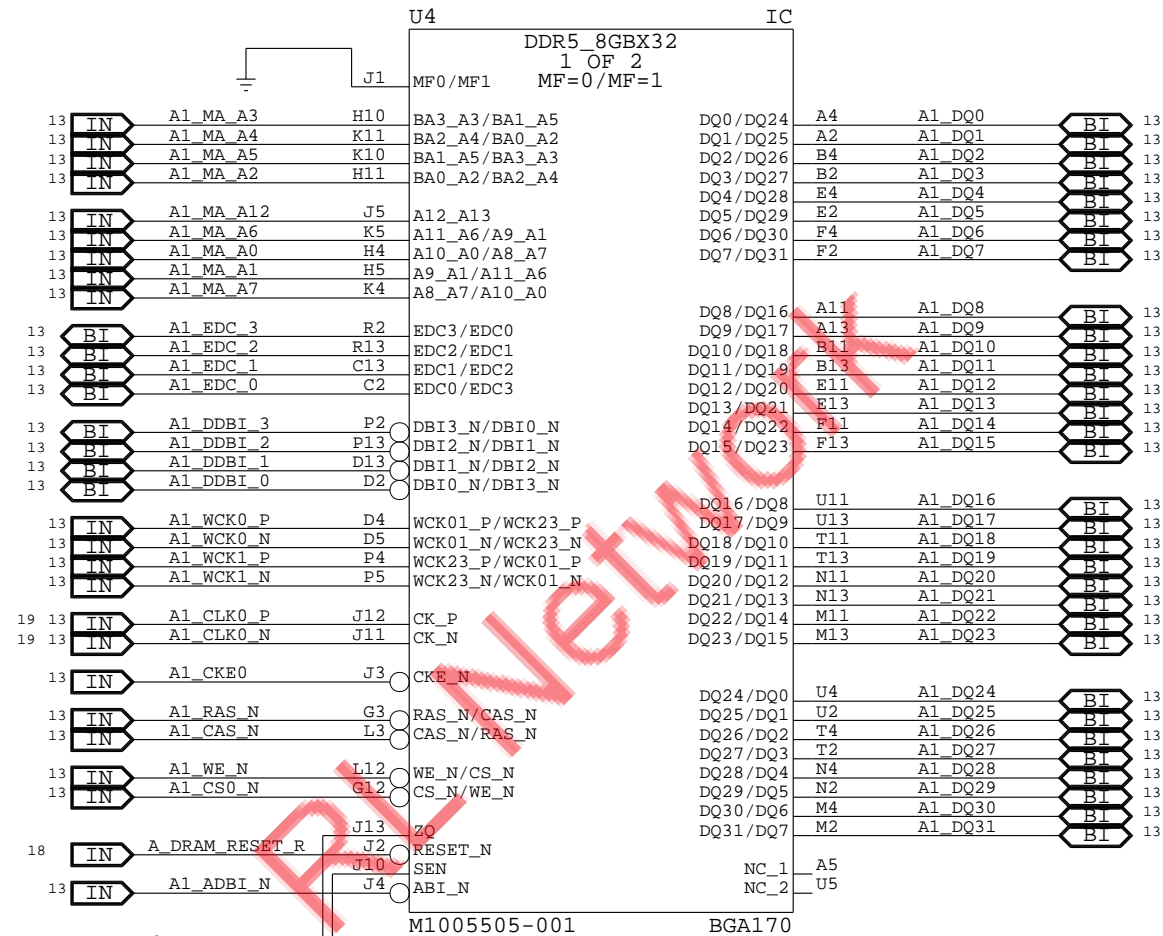 U4 IC
DDR5_8GBX32
1 OF 2
J1 MF0/MF1 MF=0/MF=1
13 IN A1_MA_A3 H10 BA3_A3/BA1_A5 DQ0/DQ24 A4 A1_DQ0 BI 13
13 IN A1_MA_A4 K11 BA2_A4/BA0_A2 DQ1/DQ25 A2 A1_DQ1 BI 13
13 IN A1_MA_A5 K10 BA1_A5/BA3_A3 DQ2/DQ26 B4 A1_DQ2 BI 13
13 IN A1_MA_A2 H11 BA0_A2/BA2_A4 DQ3/DQ27 B2 A1_DQ3 BI 13
DQ4/DQ28 E4 A1_DQ4 BI 13
13 IN A1_MA_A12 J5 A12_A13 DQ5/DQ29 E2 A1_DQ5 BI 13
13 IN A1_MA_A6 K5 A11_A6/A9_A1 DQ6/DQ30 F4 A1_DQ6 BI 13
13 IN A1_MA_A0 H4 A10_A0/A8_A7 DQ7/DQ31 F2 A1_DQ7 BI 13
13 IN A1_MA_A1 H5 A9_A1/A11_A6
13 IN A1_MA_A7 K4 A8_A7/A10_A0
DQ8/DQ16 A11 A1_DQ8 BI 13
13 BI A1_EDC_3 R2 EDC3/EDC0 DQ9/DQ17 A13 A1_DQ9 BI 13
13 BI A1_EDC_2 R13 EDC2/EDC1 DQ10/DQ18 B11 A1_DQ10 BI 13
13 BI A1_EDC_1 C13 EDC1/EDC2 DQ11/DQ19 B13 A1_DQ11 BI 13
13 BI A1_EDC_0 C2 EDC0/EDC3 DQ12/DQ20 E11 A1_DQ12 BI 13
DQ13/DQ21 E13 A1_DQ13 BI 13
13 BI A1_DDBI_3 P2 DBI3_N/DBI0_N DQ14/DQ22 F11 A1_DQ14 BI 13
13 BI A1_DDBI_2 P13 DBI2_N/DBI1_N DQ15/DQ23 F13 A1_DQ15 BI 13
13 BI A1_DDBI_1 D13 DBI1_N/DBI2_N
13 BI A1_DDBI_0 D2 DBI0_N/DBI3_N
DQ16/DQ8 U11 A1_DQ16 BI 13
13 IN A1_WCK0_P D4 WCK01_P/WCK23_P DQ17/DQ9 U13 A1_DQ17 BI 13
13 IN A1_WCK0_N D5 WCK01_N/WCK23_N DQ18/DQ10 T11 A1_DQ18 BI 13
13 IN A1_WCK1_P P4 WCK23_P/WCK01_P DQ19/DQ11 T13 A1_DQ19 BI 13
13 IN A1_WCK1_N P5 WCK23_N/WCK01_N DQ20/DQ12 N11 A1_DQ20 BI 13
DQ21/DQ13 N13 A1_DQ21 BI 13
19 13 IN A1_CLK0_P J12 CK_P DQ22/DQ14 M11 A1_DQ22 BI 13
19 13 IN A1_CLK0_N J11 CK_N DQ23/DQ15 M13 A1_DQ23 BI 13
13 IN A1_CKE0 J3 CKE_N
DQ24/DQ0 U4 A1_DQ24 BI 13
13 IN A1_RAS_N G3 RAS_N/CAS_N DQ25/DQ1 U2 A1_DQ25 BI 13
13 IN A1_CAS_N L3 CAS_N/RAS_N DQ26/DQ2 T4 A1_DQ26 BI 13
DQ27/DQ3 T2 A1_DQ27 BI 13
13 IN A1_WE_N L12 WE_N/CS_N DQ28/DQ4 N4 A1_DQ28 BI 13
13 IN A1_CS0_N G12 CS_N/WE_N DQ29/DQ5 N2 A1_DQ29 BI 13
DQ30/DQ6 M4 A1_DQ30 BI 13
J13 ZQ DQ31/DQ7 M2 A1_DQ31 BI 13
18 IN A_DRAM_RESET_R J2 RESET_N
J10 SEN NC_1 A5
13 IN A1_ADBI_N J4 ABI_N NC_2 U5
M1005505-001 BGA170
RL Network